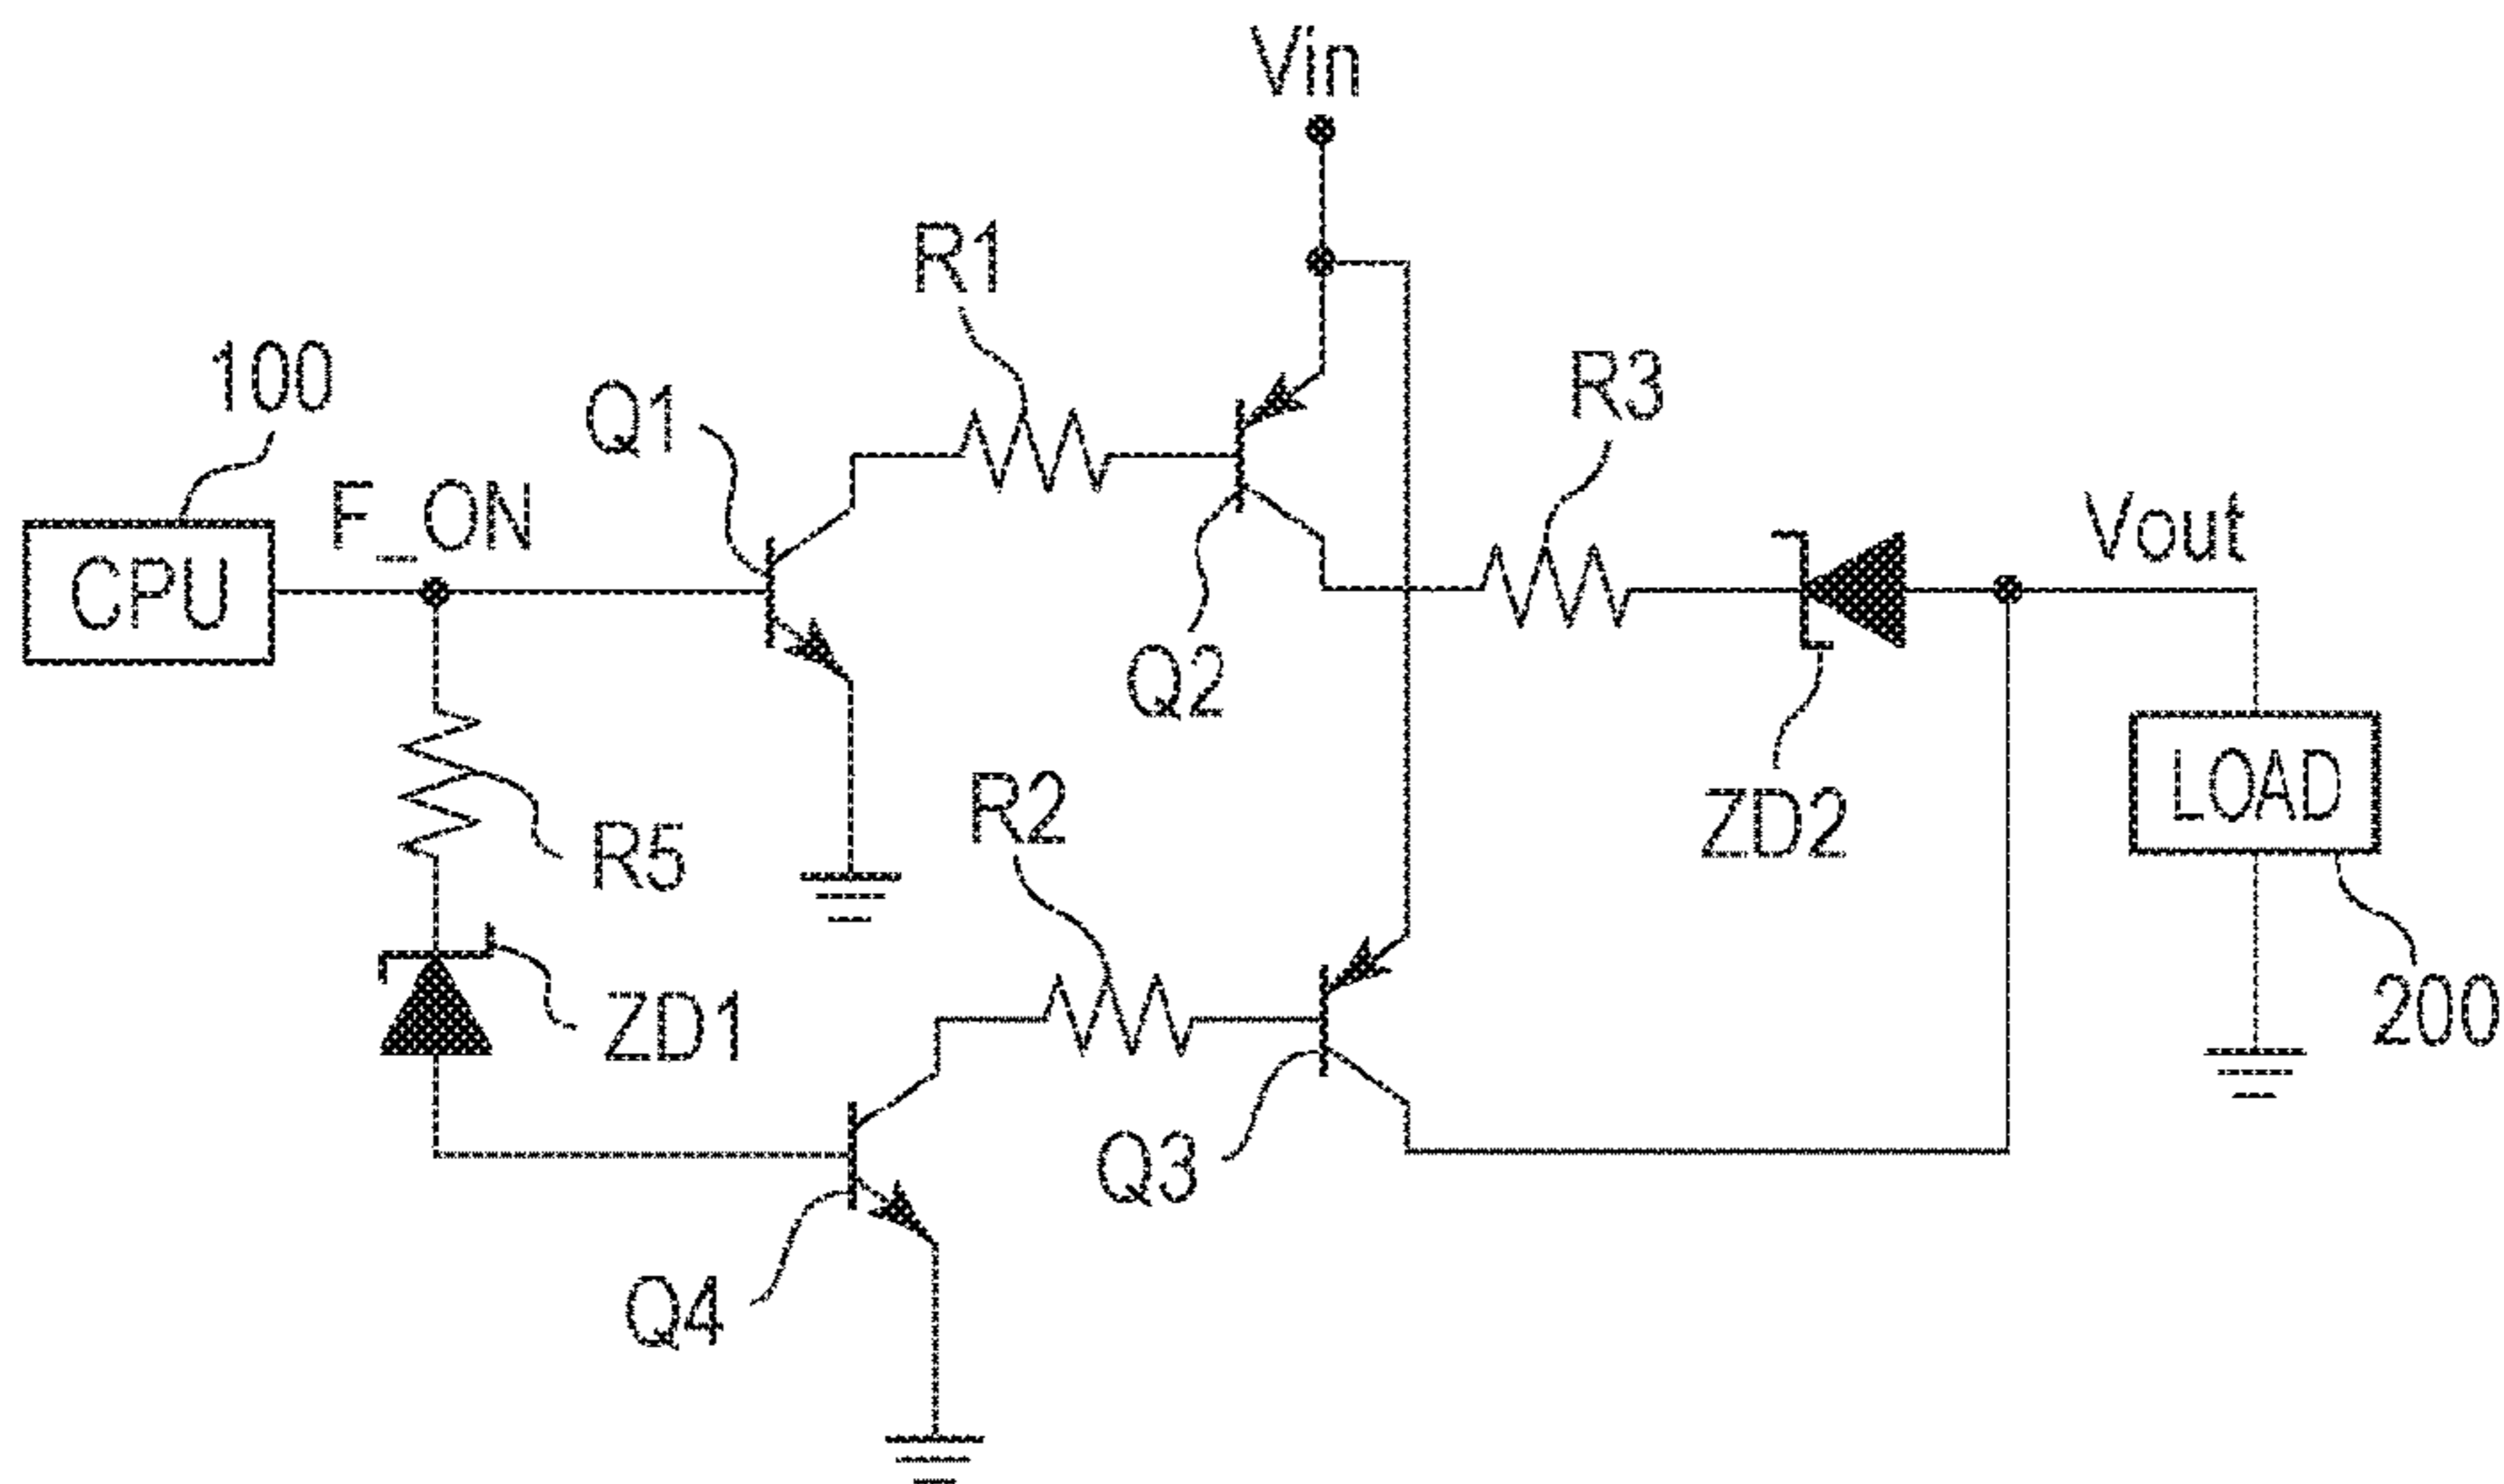 Vin
R1
100
Q1
R3
F_ON
Vout
CPU
Q2
R2
LOAD
ZD2
R5
ZD1
200
Q3
Q4